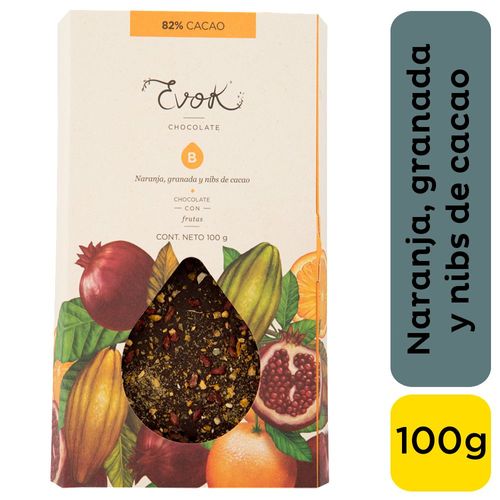 82% CACAO
Evok
CHOCOLATE
B
Naranja, granada y nibs de cacao
CHOCOLATE
CON
frutas
CONT. NETO 100 g
Naranja, granada
y nibs de cacao
100g